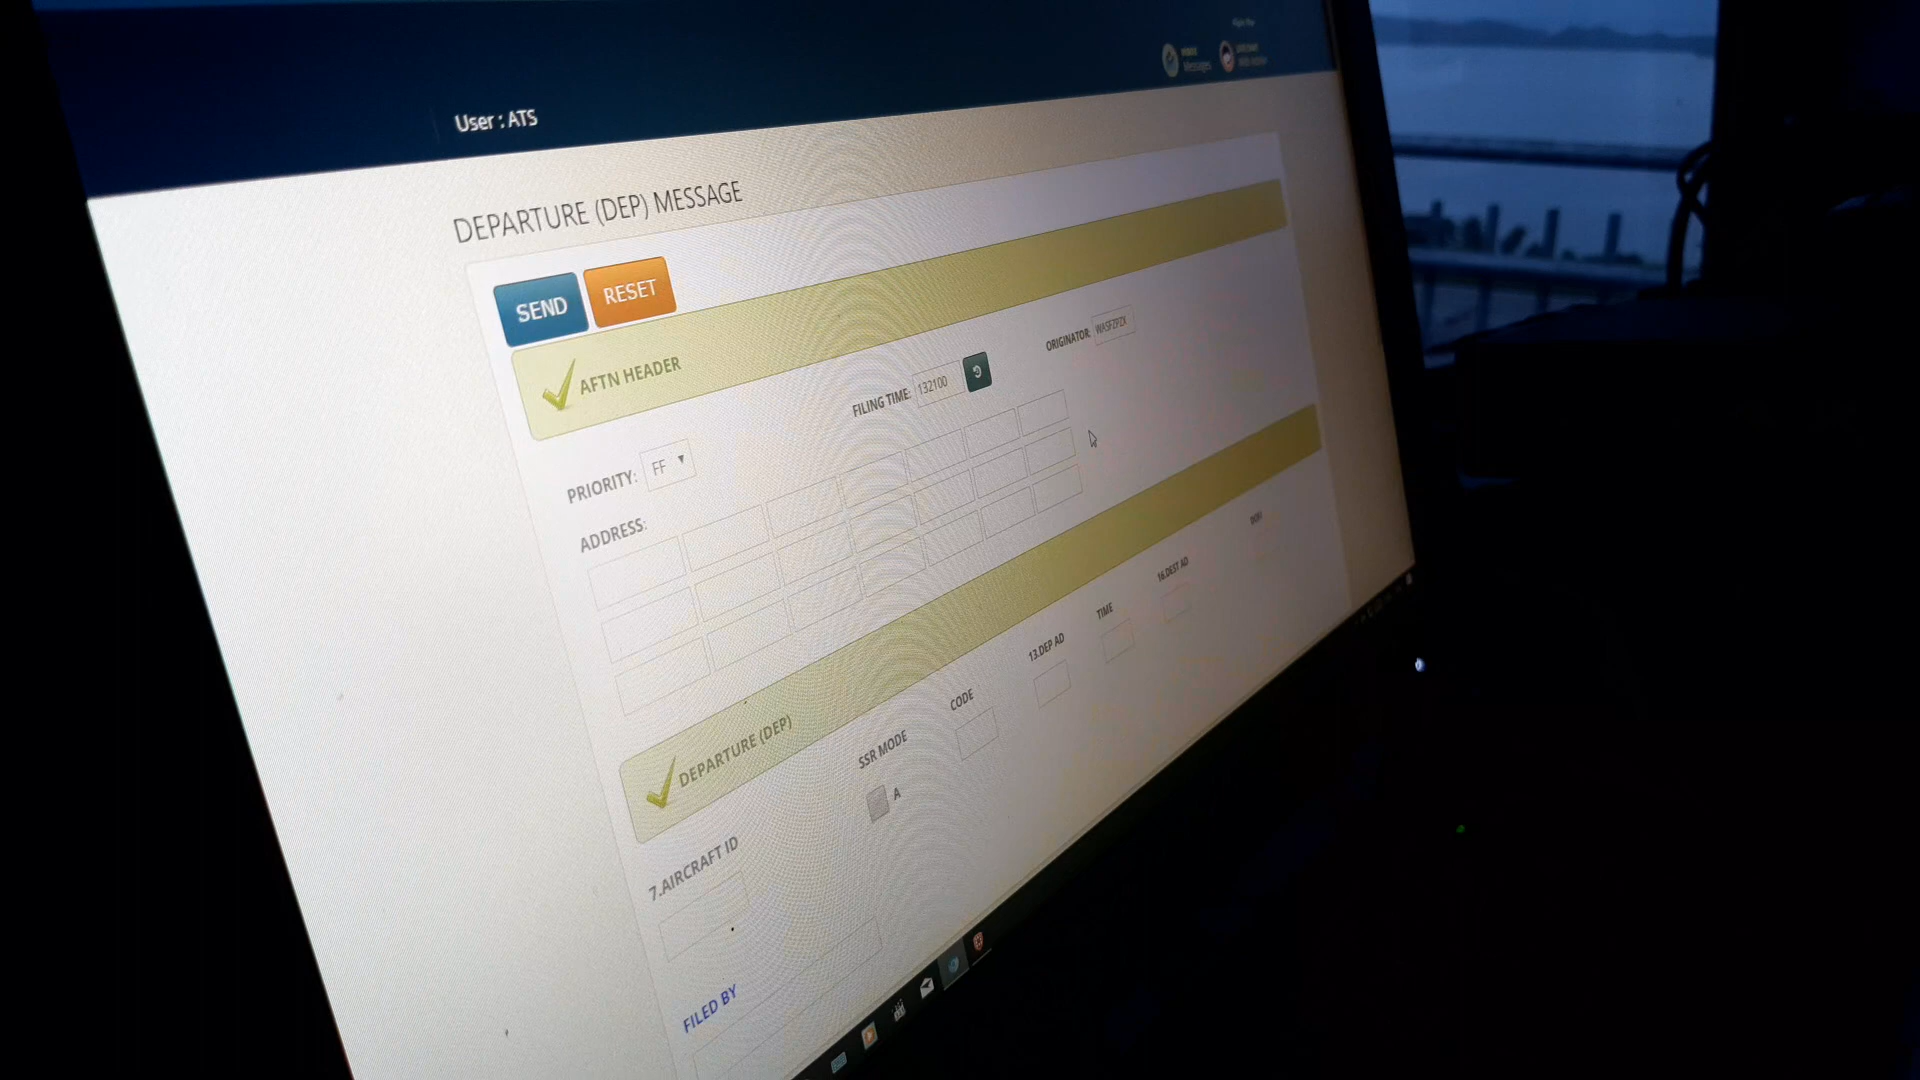 User : ATS
DEPARTURE (DEP) MESSAGE
SEND RESET
AFTN HEADER
PRIORITY: FF FILING TIME: 132100 ORIGINATOR
ADDRESS:
DEPARTURE (DEP)
7.AIRCRAFT ID SSR MODE CODE 13.DEP AD TIME 16.DEST AD
A
FILED BY